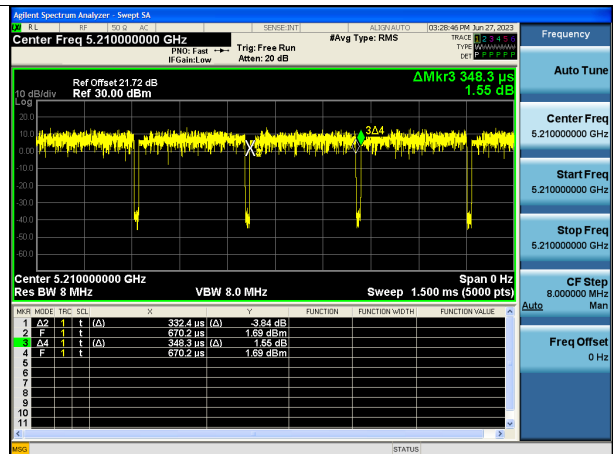 Agilent Spectrum Analyzer - Swept SA
RL RF 50 Ω AC SENSE:INT ALIGN AUTO 03:28:46 PM Jun 27, 2023
Center Freq 5.210000000 GHz #Avg Type: RMS TRACE 1 2 3 4 5 6
PNO: Fast Trig: Free Run TYPE WWWWWW
IFGain:Low Atten: 20 dB DET P P P P P P
Frequency
Auto Tune
Center Freq
5.210000000 GHz
Start Freq
5.210000000 GHz
Stop Freq
5.210000000 GHz
CF Step
8.000000 MHz
Auto Man
Freq Offset
0 Hz
ΔMkr3 348.3 µs
1.55 dB
Ref Offset 21.72 dB
10 dB/div Ref 30.00 dBm
Log
20.0
10.0
0.00
-10.0
-20.0
-30.0
-40.0
-50.0
-60.0
3Δ4
Center 5.210000000 GHz Span 0 Hz
Res BW 8 MHz VBW 8.0 MHz Sweep 1.500 ms (5000 pts)
MKR MODE TRC SCL X Y FUNCTION FUNCTION WIDTH FUNCTION VALUE
1 Δ2 1 t (Δ) 332.4 µs (Δ) -3.84 dB
2 F 1 t 670.2 µs 1.69 dBm
3 Δ4 1 t (Δ) 348.3 µs (Δ) 1.55 dB
4 F 1 t 670.2 µs 1.69 dBm
5
6
7
8
9
10
11
MSG STATUS